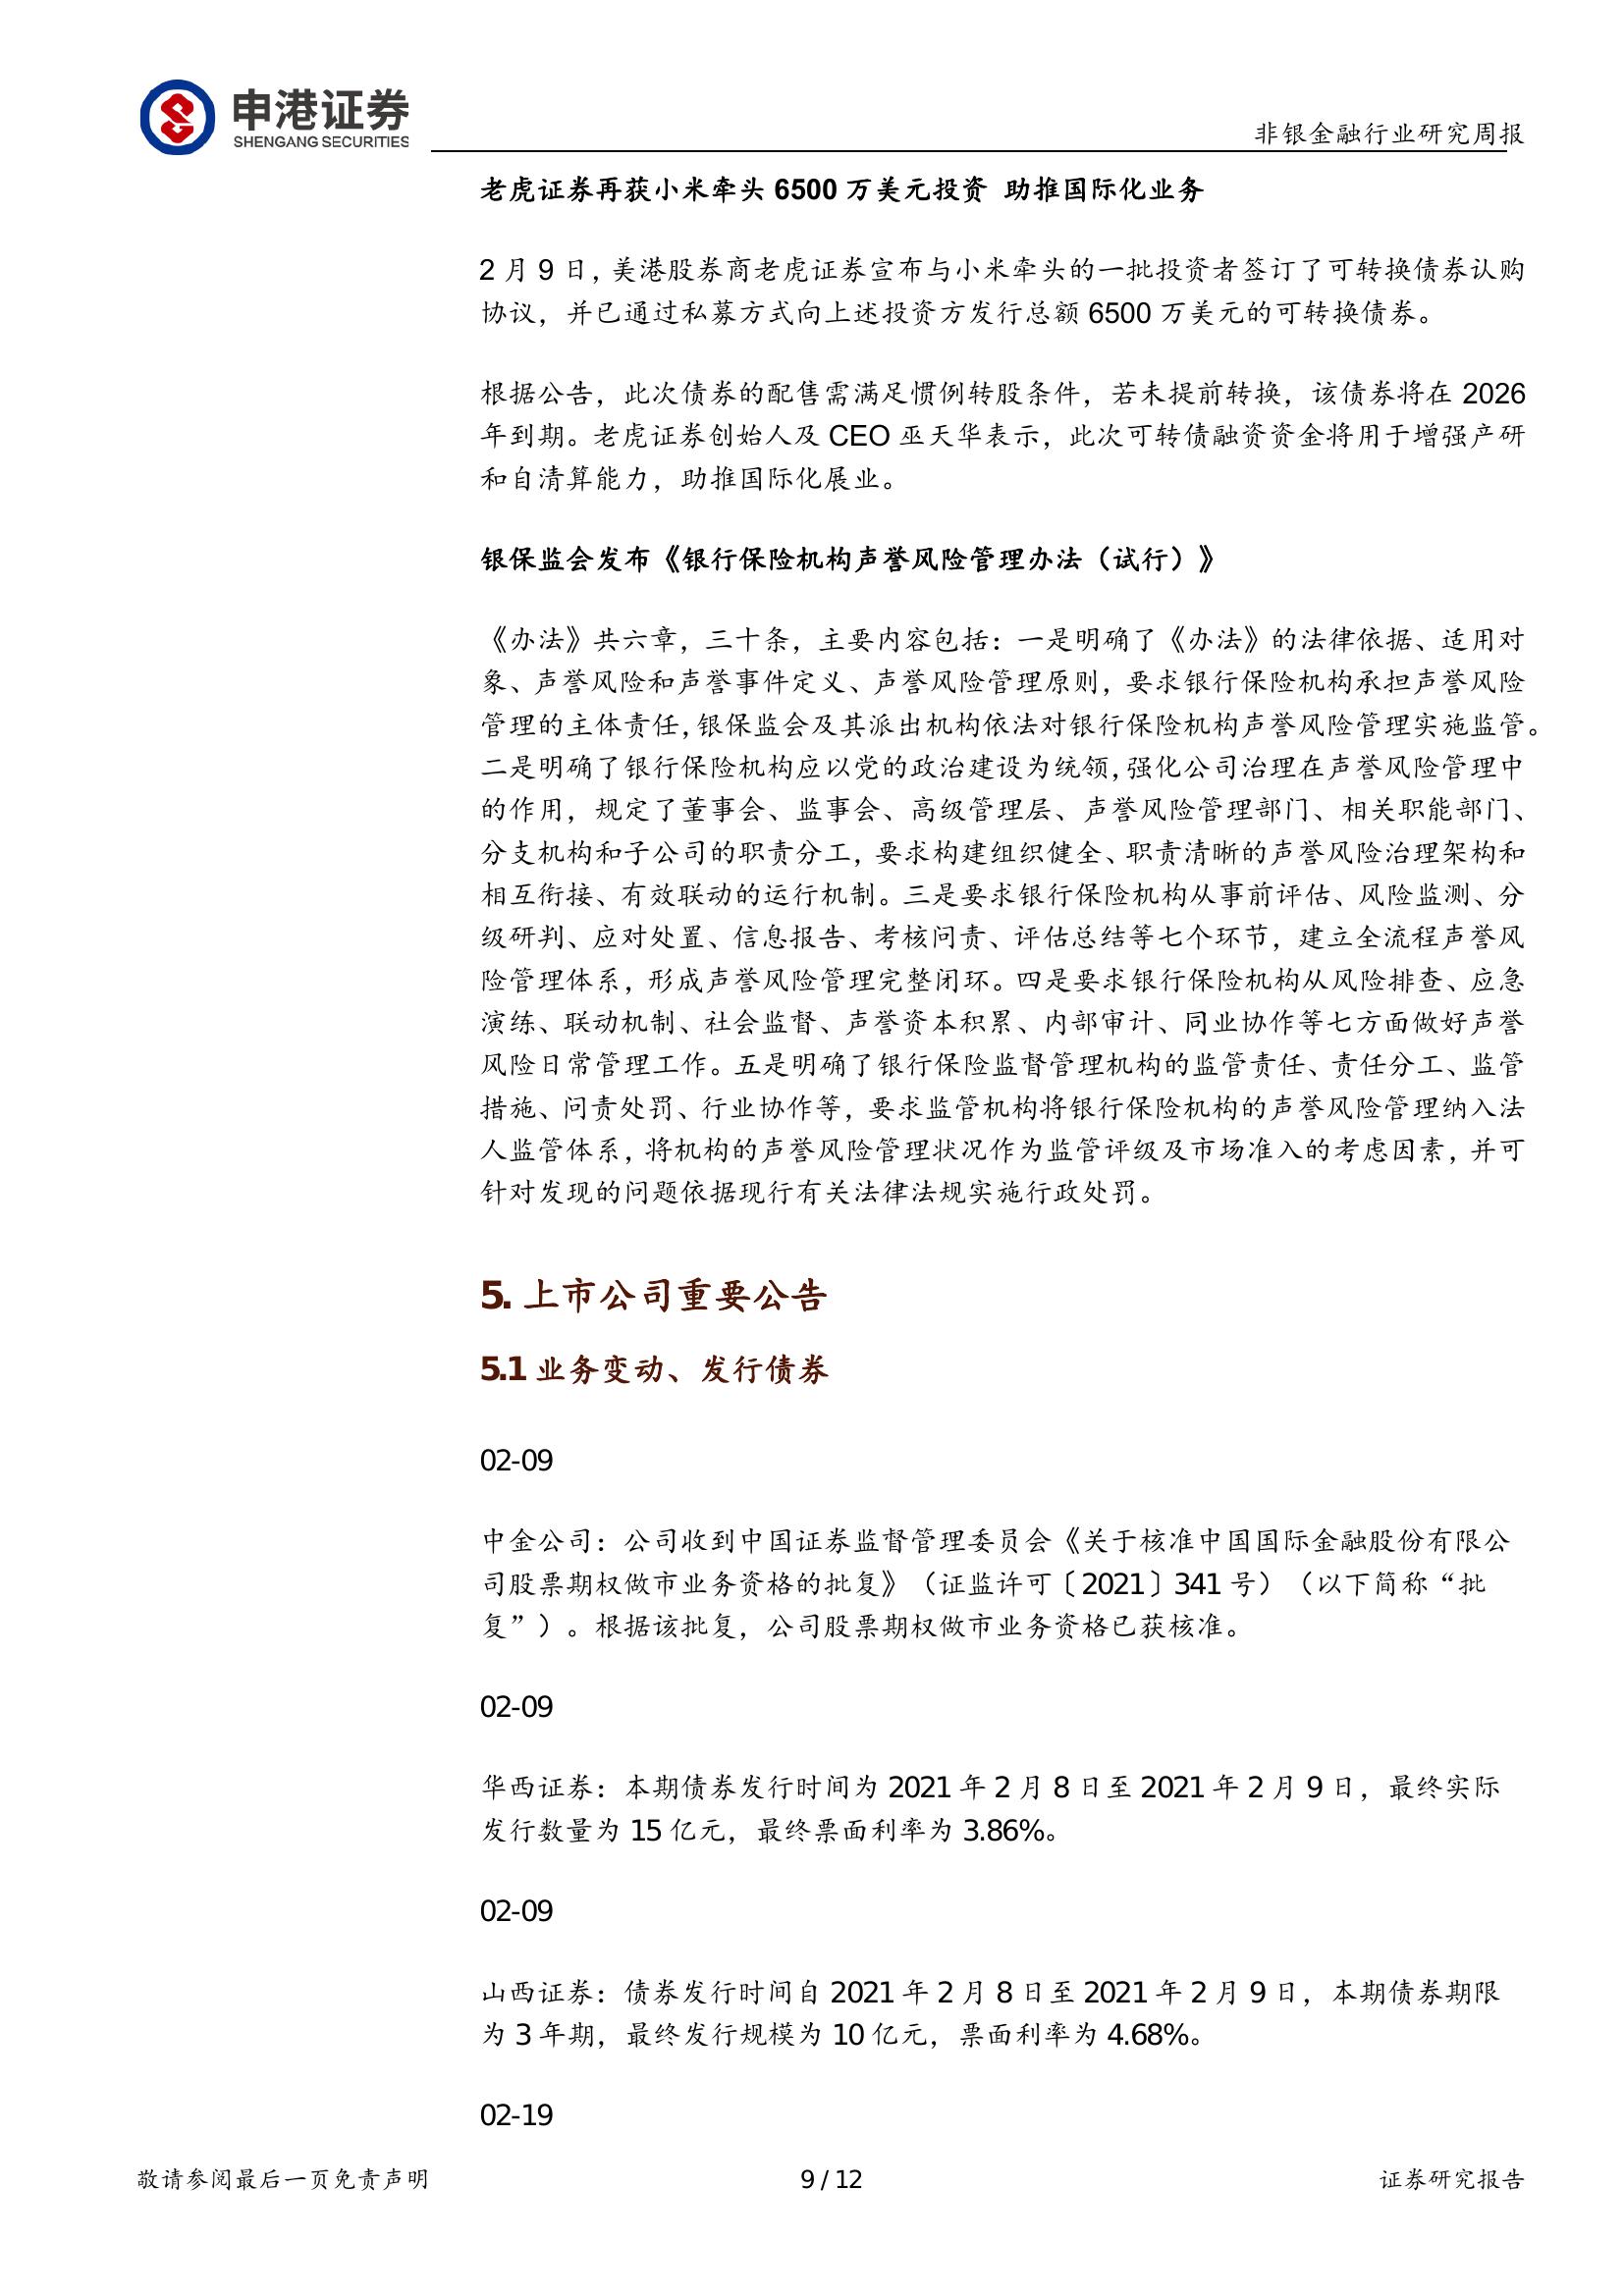 申港证券
SHENGANG SECURITIES
非银金融行业研究周报
老虎证券再获小米牵头 6500 万美元投资 助推国际化业务
2 月 9 日，美港股券商老虎证券宣布与小米牵头的一批投资者签订了可转换债券认购
协议，并已通过私募方式向上述投资方发行总额 6500 万美元的可转换债券。
根据公告，此次债券的配售需满足惯例转股条件，若未提前转换，该债券将在 2026
年到期。老虎证券创始人及 CEO 巫天华表示，此次可转债融资资金将用于增强产研
和自清算能力，助推国际化展业。
银保监会发布《银行保险机构声誉风险管理办法（试行）》
《办法》共六章，三十条，主要内容包括：一是明确了《办法》的法律依据、适用对
象、声誉风险和声誉事件定义、声誉风险管理原则，要求银行保险机构承担声誉风险
管理的主体责任，银保监会及其派出机构依法对银行保险机构声誉风险管理实施监管。
二是明确了银行保险机构应以党的政治建设为统领，强化公司治理在声誉风险管理中
的作用，规定了董事会、监事会、高级管理层、声誉风险管理部门、相关职能部门、
分支机构和子公司的职责分工，要求构建组织健全、职责清晰的声誉风险治理架构和
相互衔接、有效联动的运行机制。三是要求银行保险机构从事前评估、风险监测、分
级研判、应对处置、信息报告、考核问责、评估总结等七个环节，建立全流程声誉风
险管理体系，形成声誉风险管理完整闭环。四是要求银行保险机构从风险排查、应急
演练、联动机制、社会监督、声誉资本积累、内部审计、同业协作等七方面做好声誉
风险日常管理工作。五是明确了银行保险监督管理机构的监管责任、责任分工、监管
措施、问责处罚、行业协作等，要求监管机构将银行保险机构的声誉风险管理纳入法
人监管体系，将机构的声誉风险管理状况作为监管评级及市场准入的考虑因素，并可
针对发现的问题依据现行有关法律法规实施行政处罚。
5. 上市公司重要公告
5.1 业务变动、发行债券
02-09
中金公司：公司收到中国证券监督管理委员会《关于核准中国国际金融股份有限公
司股票期权做市业务资格的批复》（证监许可〔2021〕341 号）（以下简称“批
复”）。根据该批复，公司股票期权做市业务资格已获核准。
02-09
华西证券：本期债券发行时间为 2021 年 2 月 8 日至 2021 年 2 月 9 日，最终实际
发行数量为 15 亿元，最终票面利率为 3.86%。
02-09
山西证券：债券发行时间自 2021 年 2 月 8 日至 2021 年 2 月 9 日，本期债券期限
为 3 年期，最终发行规模为 10 亿元，票面利率为 4.68%。
02-19
敬请参阅最后一页免责声明
9 / 12
证券研究报告